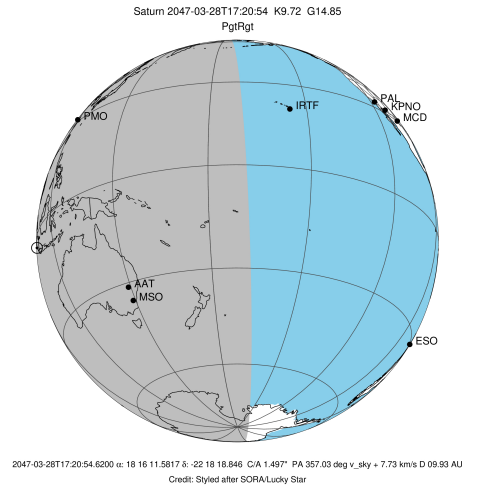 Saturn 2047-03-28T17:20:54 K9.72 G14.85
PgtRgt
PAL
IRTF
KPNO
PMO
MCD
AAT
MSO
ESO
2047-03-28T17:20:54.6200 α: 18 16 11.5817 δ: -22 18 18.846 C/A 1.497" PA 357.03 deg v_sky + 7.73 km/s D 09.93 AU
Credit: Styled after SORA/Lucky Star